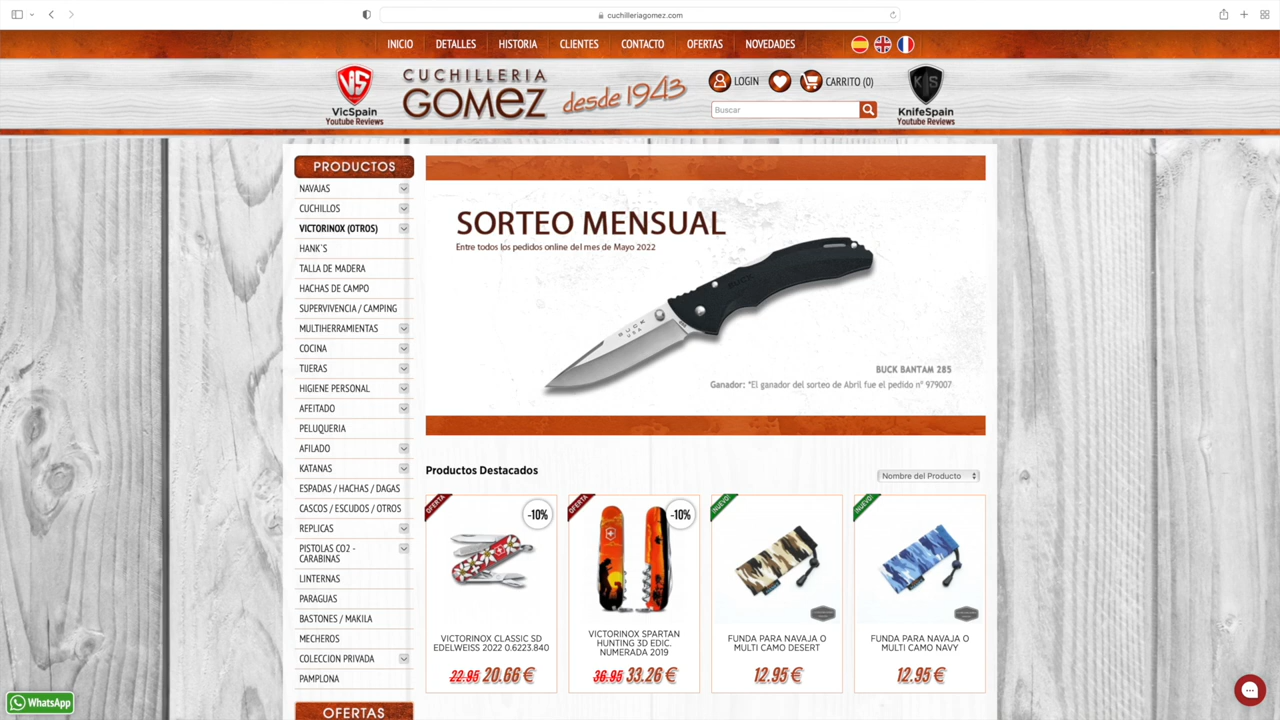 cuchilleriagomez.com
INICIO
DETALLES
HISTORIA
CLIENTES
CONTACTO
OFERTAS
NOVEDADES
VicSpain
Youtube Reviews
CUCHILLERIA
GOMEZ
desde 1943
LOGIN
CARRITO (0)
Buscar
KS
KnifeSpain
Youtube Reviews
PRODUCTOS
NAVAJAS
CUCHILLOS
VICTORINOX (OTROS)
HANK´S
TALLA DE MADERA
HACHAS DE CAMPO
SUPERVIVENCIA / CAMPING
MULTIHERRAMIENTAS
COCINA
TIJERAS
HIGIENE PERSONAL
AFEITADO
PELUQUERIA
AFILADO
KATANAS
ESPADAS / HACHAS / DAGAS
CASCOS / ESCUDOS / OTROS
REPLICAS
PISTOLAS CO2 -
CARABINAS
LINTERNAS
PARAGUAS
BASTONES / MAKILA
MECHEROS
COLECCION PRIVADA
PAMPLONA
OFERTAS
WhatsApp
SORTEO MENSUAL
Entre todos los pedidos online del mes de Mayo 2022
BUCK
BUCK
USA
BUCK BANTAM 285
Ganador: *El ganador del sorteo de Abril fue el pedido nº 979007
Productos Destacados
Nombre del Producto
OFERTA
-10%
VICTORINOX CLASSIC SD
EDELWEISS 2022 0.6223.840
22.95 20.66 €
OFERTA
-10%
VICTORINOX SPARTAN
HUNTING 3D EDIC.
NUMERADA 2019
36.95 33.26 €
¡NUEVO!
FUNDA PARA NAVAJA O
MULTI CAMO DESERT
12.95 €
¡NUEVO!
FUNDA PARA NAVAJA O
MULTI CAMO NAVY
12.95 €